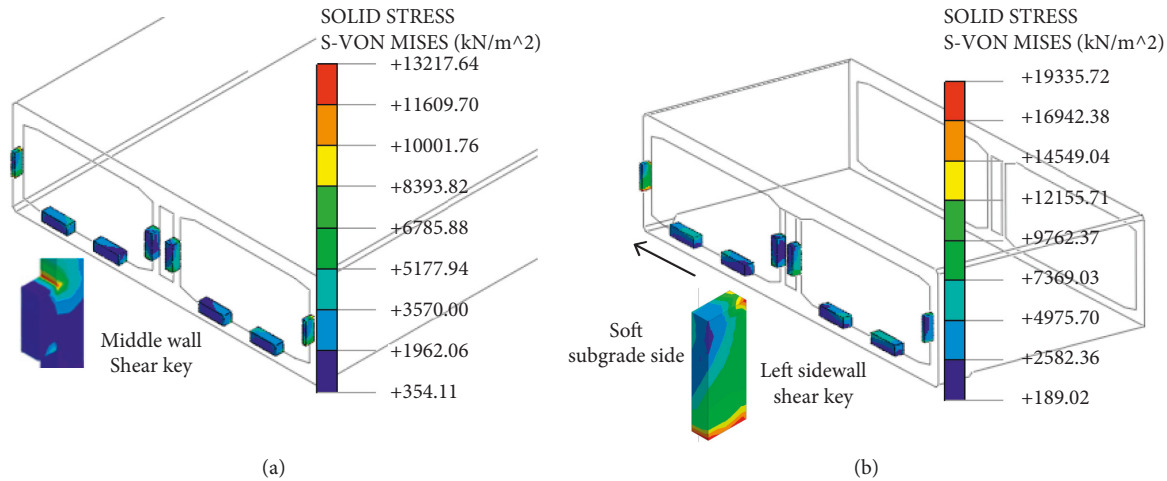 SOLID STRESS
S-VON MISES (kN/m^2)
+13217.64
+11609.70
+10001.76
+8393.82
+6785.88
+5177.94
+3570.00
+1962.06
+354.11
Middle wall
Shear key
(a)
SOLID STRESS
S-VON MISES (kN/m^2)
+19335.72
+16942.38
+14549.04
+12155.71
+9762.37
+7369.03
+4975.70
+2582.36
+189.02
Soft
subgrade side
Left sidewall
shear key
(b)